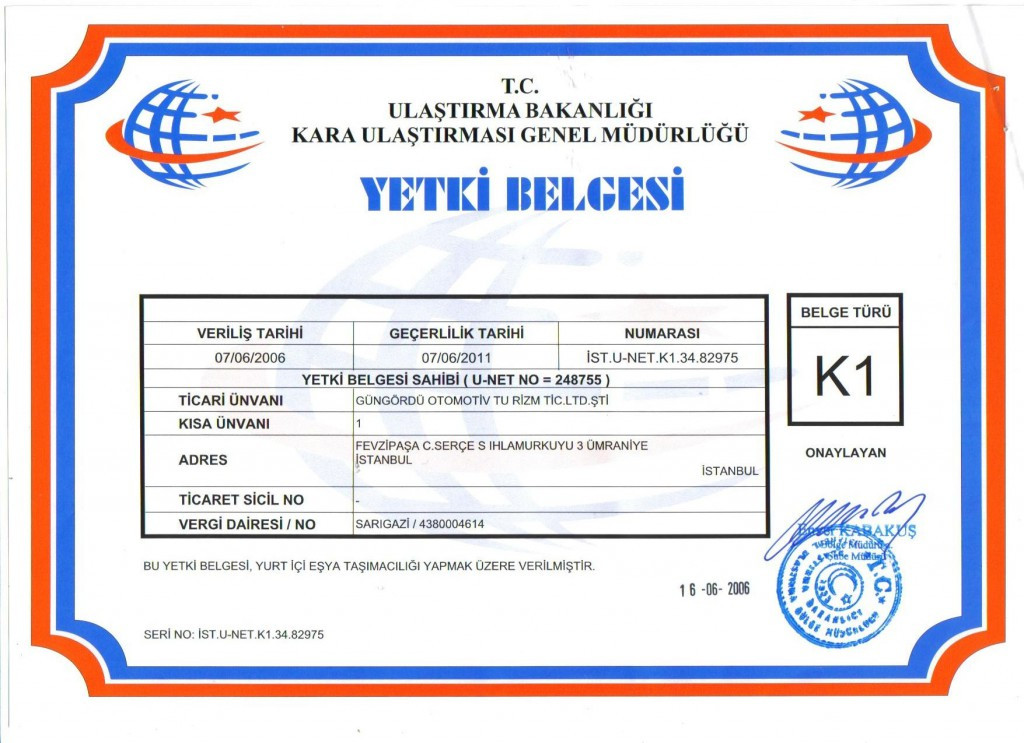 T.C.
ULAŞTIRMA BAKANLIĞI
KARA ULAŞTIRMASI GENEL MÜDÜRLÜĞÜ
YETKİ BELGESİ
BELGE TÜRÜ
K1
VERİLİŞ TARİHİ GEÇERLİLİK TARİHİ NUMARASI
07/06/2006 07/06/2011 İST.U-NET.K1.34.82975
YETKİ BELGESİ SAHİBİ ( U-NET NO = 248755 )
TİCARİ ÜNVANI GÜNGÖRDÜ OTOMOTİV TU RİZM TİC.LTD.ŞTİ
KISA ÜNVANI 1
ADRES FEVZİPAŞA C.SERÇE S IHLAMURKUYU 3 ÜMRANİYE
İSTANBUL
İSTANBUL
TİCARET SİCİL NO -
VERGİ DAİRESİ / NO SARIGAZİ / 4380004614
ONAYLAYAN
KABAKUŞ
Bölge Müdürü
T.C.
BU YETKİ BELGESİ, YURT İÇİ EŞYA TAŞIMACILIĞI YAPMAK ÜZERE VERİLMİŞTİR.
16 -06- 2006
SERİ NO: İST.U-NET.K1.34.82975